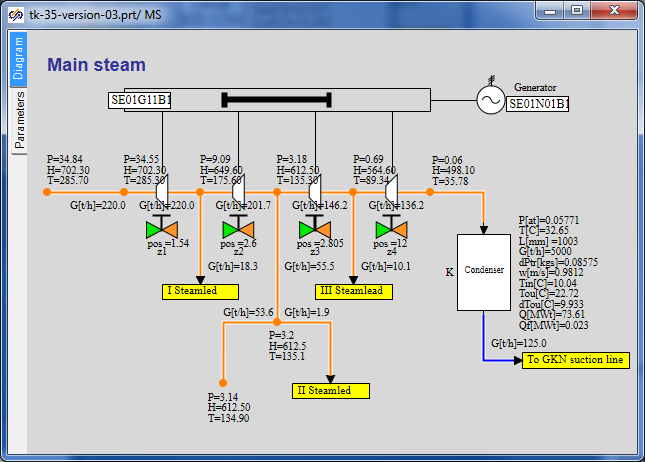 tk-35-version-03.prt/ MS
Diagram
Parameters
Main steam
SE01G11B1
Generator
SE01N01B1
P=34.84
H=702.30
T=285.70
P=34.55
H=702.30
T=285.30
P=9.09
H=649.60
T=175.60
P=3.18
H=612.50
T=135.30
P=0.69
H=564.60
T=89.34
P=0.06
H=498.10
T=35.78
G[t/h]=220.0
G[t/h]=220.0
G[t/h]=201.7
G[t/h]=146.2
G[t/h]=136.2
pos =1.54
z1
pos=2.6
z2
pos=2.805
z3
pos=12
z4
G[t/h]=18.3
G[t/h]=55.5
G[t/h]=10.1
I Steamled
III Steamlead
K
Condenser
P[at]=0.05771
T[C]=32.65
L[mm] =1003
G[t/h]=5000
dPtr[kgs]=0.08575
w[m/s]=0.9812
Tin[C]=10.04
Tou[C]=22.72
dTou[C]=9.933
Q[MWt]=73.61
Qf[MWt]=0.023
G[t/h]=53.6
G[t/h]=1.9
P=3.2
H=612.5
T=135.1
G[t/h]=125.0
To GKN suction line
II Steamled
P=3.14
H=612.50
T=134.90